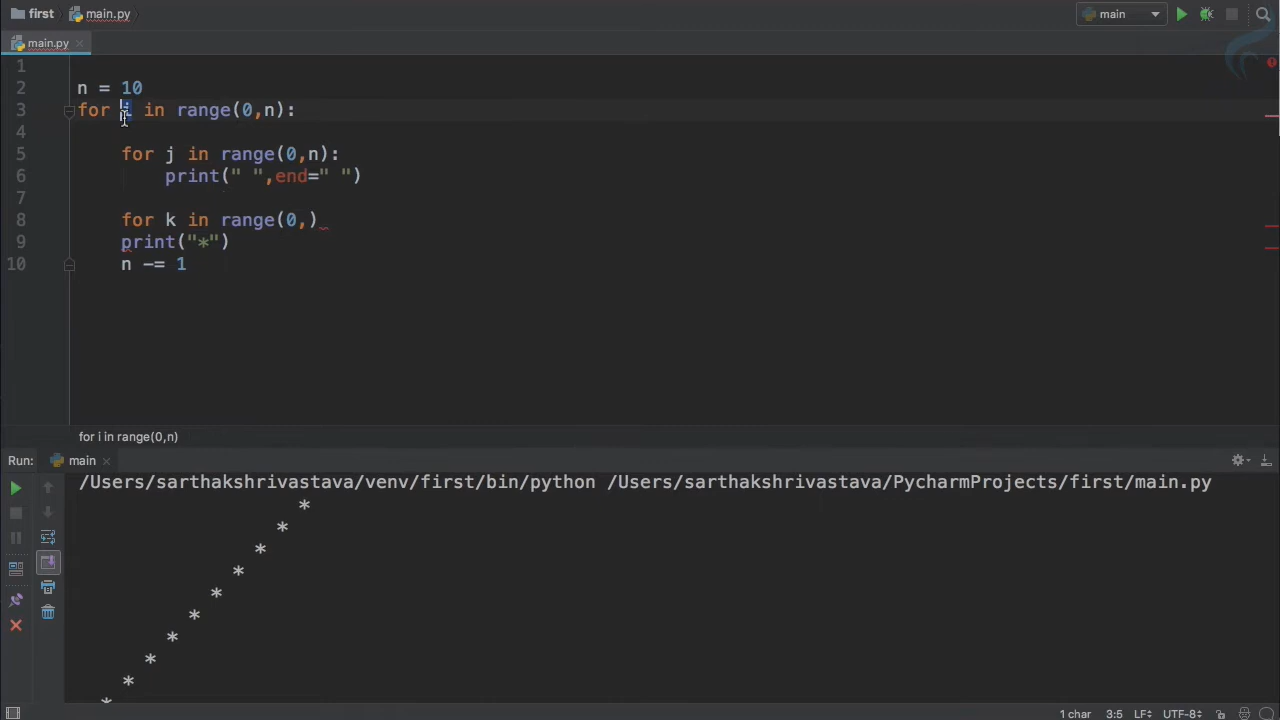 first main.py main
main.py
1
2 n = 10
3 for i in range(0,n):
4
5 for j in range(0,n):
6 print(" ",end=" ")
7
8 for k in range(0,)
9 print("*")
10 n -= 1
for i in range(0,n)
Run: main
/Users/sarthakshrivastava/venv/first/bin/python /Users/sarthakshrivastava/PycharmProjects/first/main.py
*
*
*
*
*
*
*
*
*
*
1 char 3:5 LF UTF-8